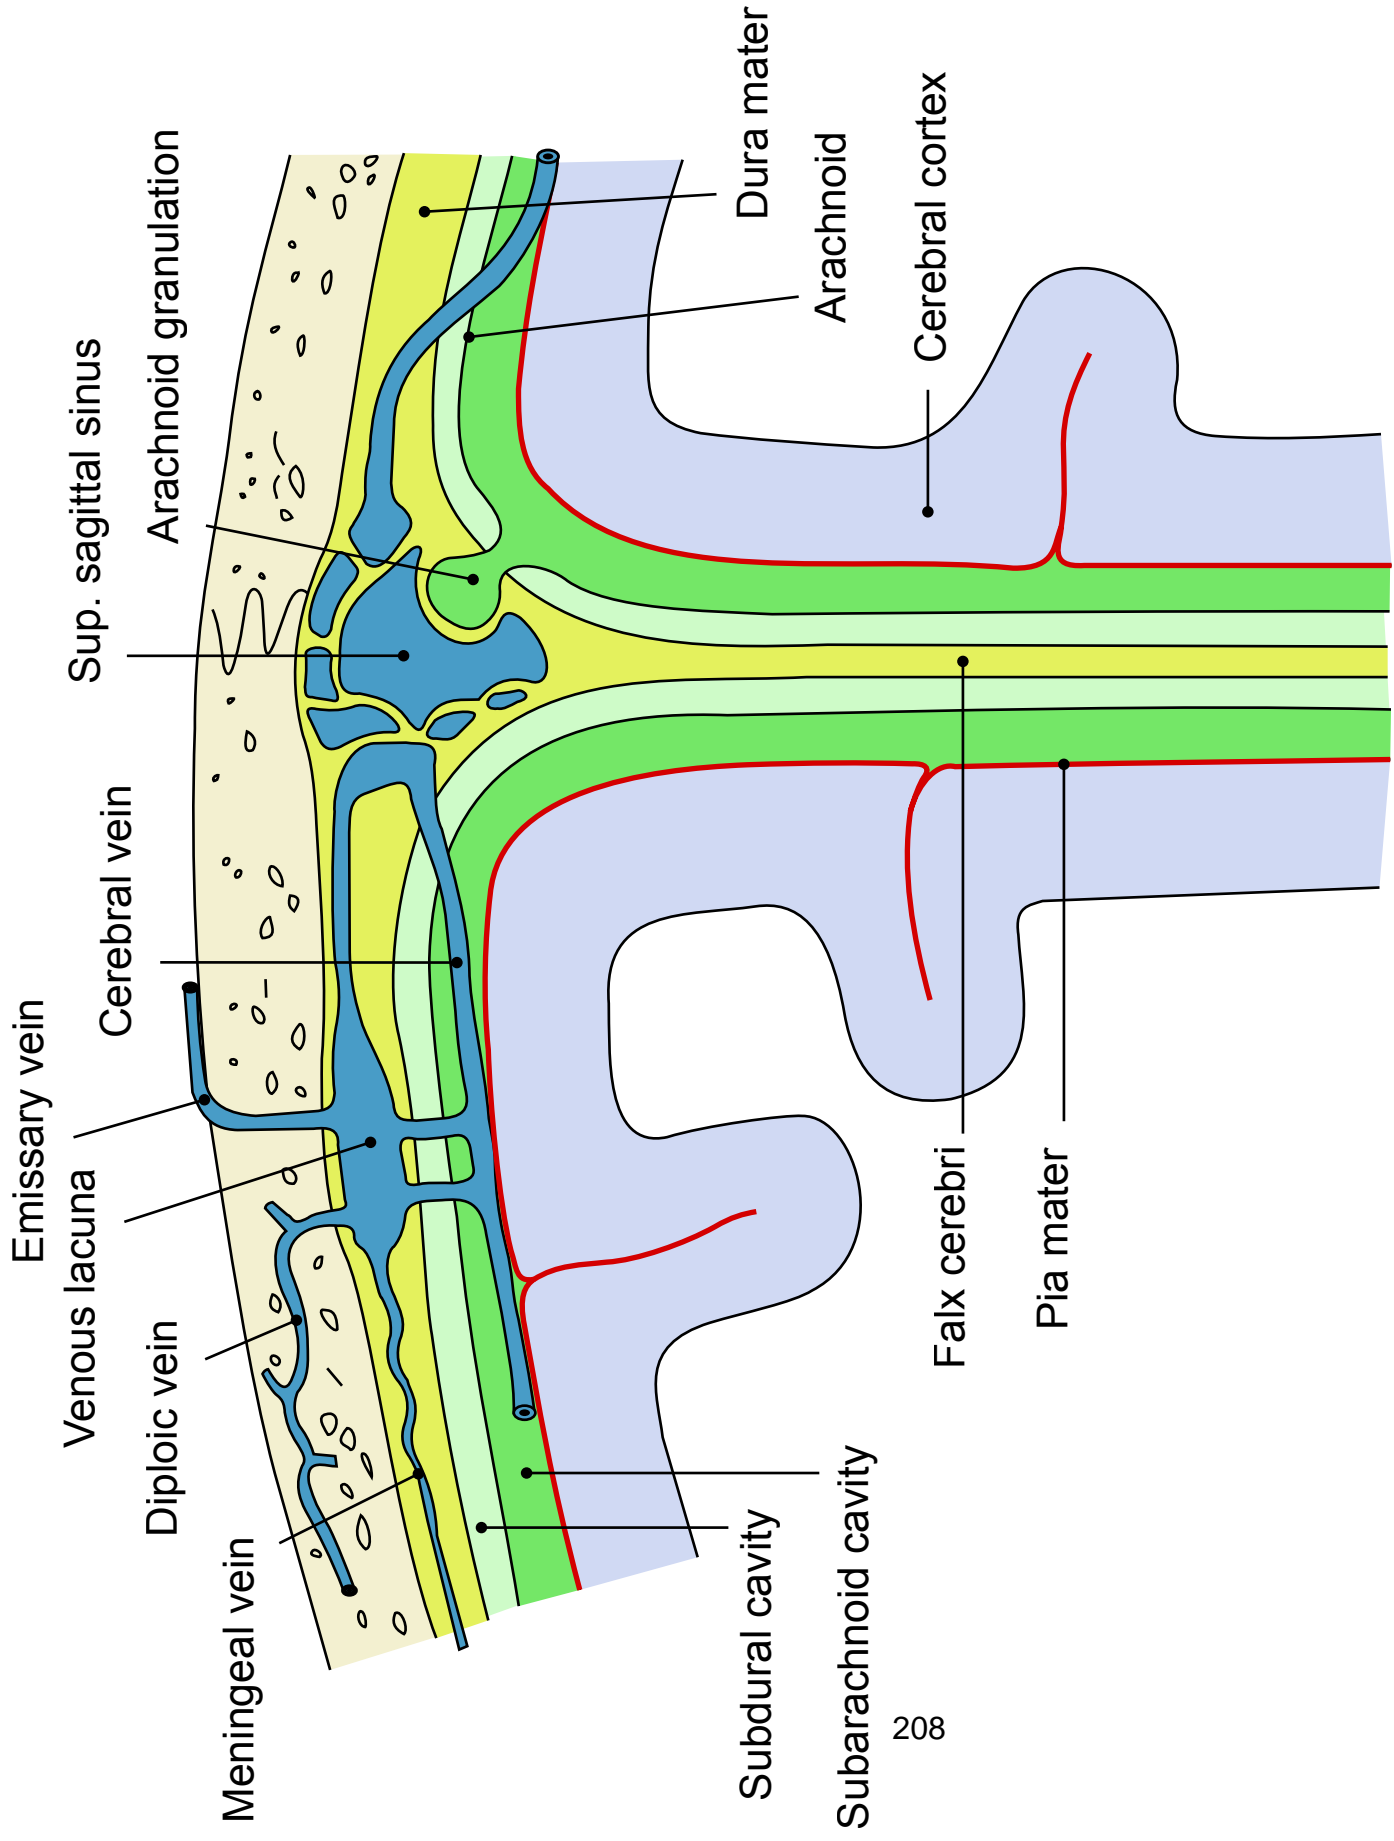 Emissary vein
Venous lacuna
Cerebral vein
Sup. sagittal sinus
Arachnoid granulation
Diploic vein
Meningeal vein
Dura mater
Arachnoid
Cerebral cortex
Falx cerebri
Pia mater
Subdural cavity
Subarachnoid cavity
208